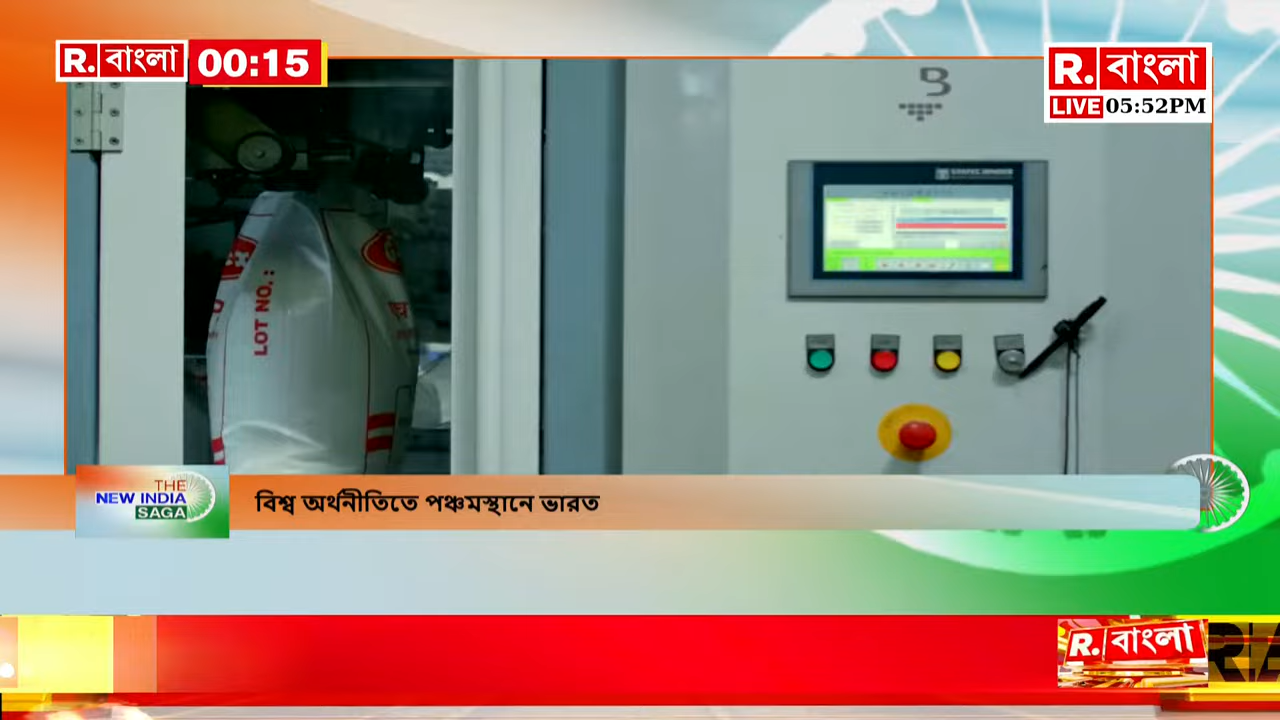 R. বাংলা 00:15
R. বাংলা
LIVE 05:52PM
B
LOT NO. :
THE
NEW INDIA
SAGA
বিশ্ব অর্থনীতিতে পঞ্চমস্থানে ভারত
R. বাংলা